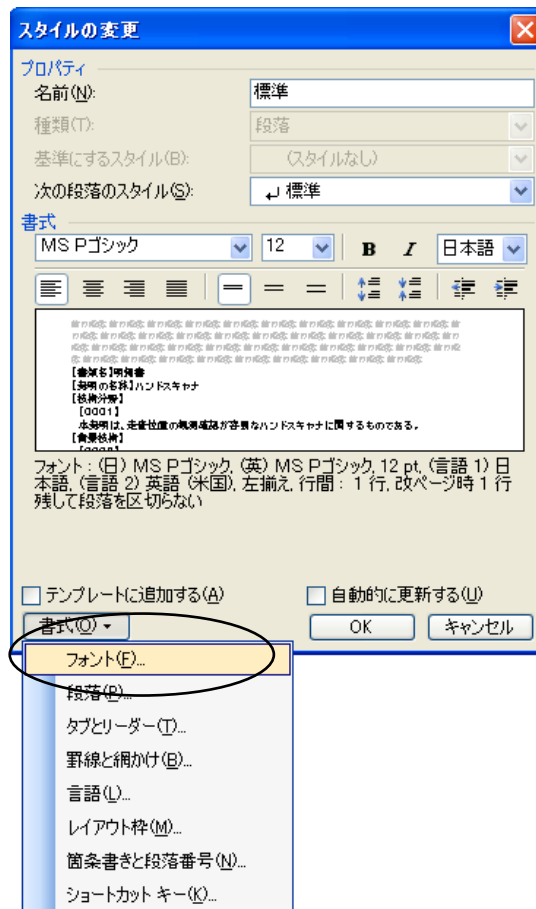 スタイルの変更
プロパティ
名前(N): 標準
種類(T): 段落
基準にするスタイル(B): (スタイルなし)
次の段落のスタイル(S): 標準
書式
MS Pゴシック 12 B I 日本語
【書類名】明細書
【発明の名称】ハンドスキャナ
【技術分野】
【0001】
本発明は、走査位置の視認確認が容易なハンドスキャナに関するものである。
【背景技術】
フォント : (日) MS Pゴシック, (英) MS Pゴシック, 12 pt, (言語 1) 日
本語, (言語 2) 英語 (米国), 左揃え, 行間 : 1 行, 改ページ時 1 行
残して段落を区切らない
テンプレートに追加する(A) 自動的に更新する(U)
書式(O) OK キャンセル
フォント(F)...
段落(P)...
タブとリーダー(T)...
罫線と網かけ(B)...
言語(L)...
レイアウト枠(M)...
箇条書きと段落番号(N)...
ショートカット キー(K)...